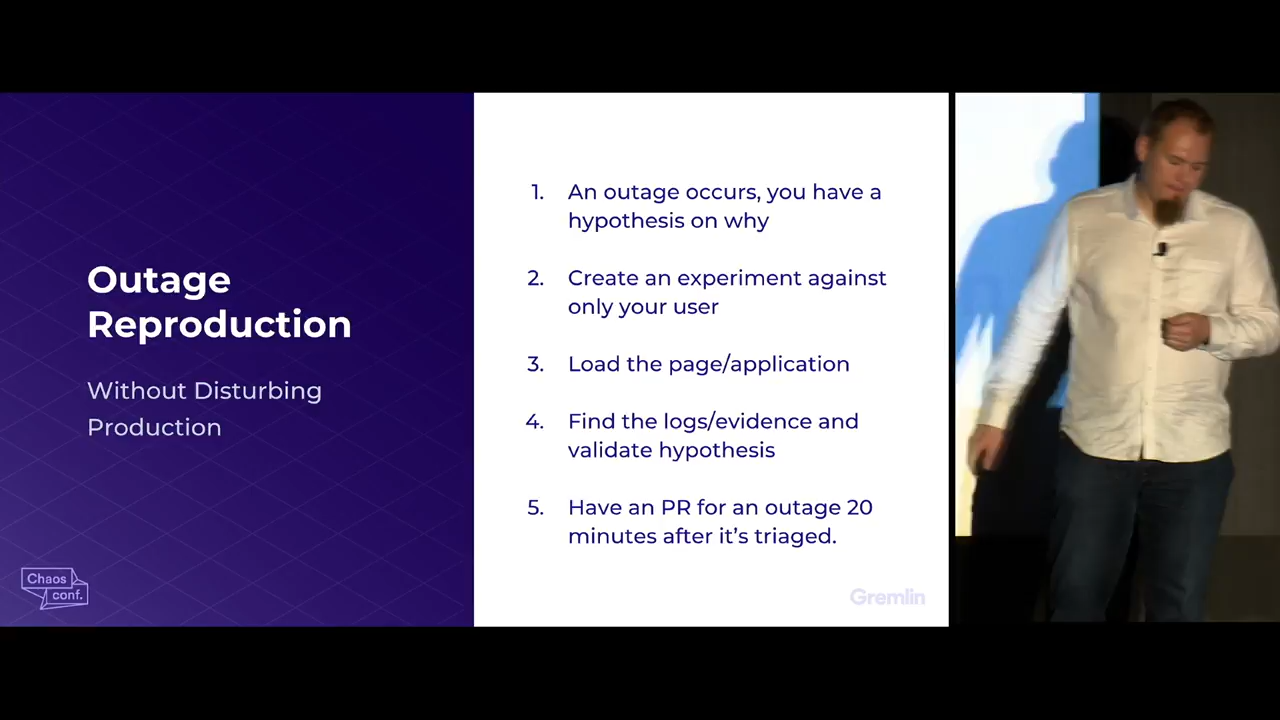 Outage
Reproduction
Without Disturbing
Production
Chaos
conf.
1. An outage occurs, you have a
hypothesis on why
2. Create an experiment against
only your user
3. Load the page/application
4. Find the logs/evidence and
validate hypothesis
5. Have an PR for an outage 20
minutes after it's triaged.
Gremlin